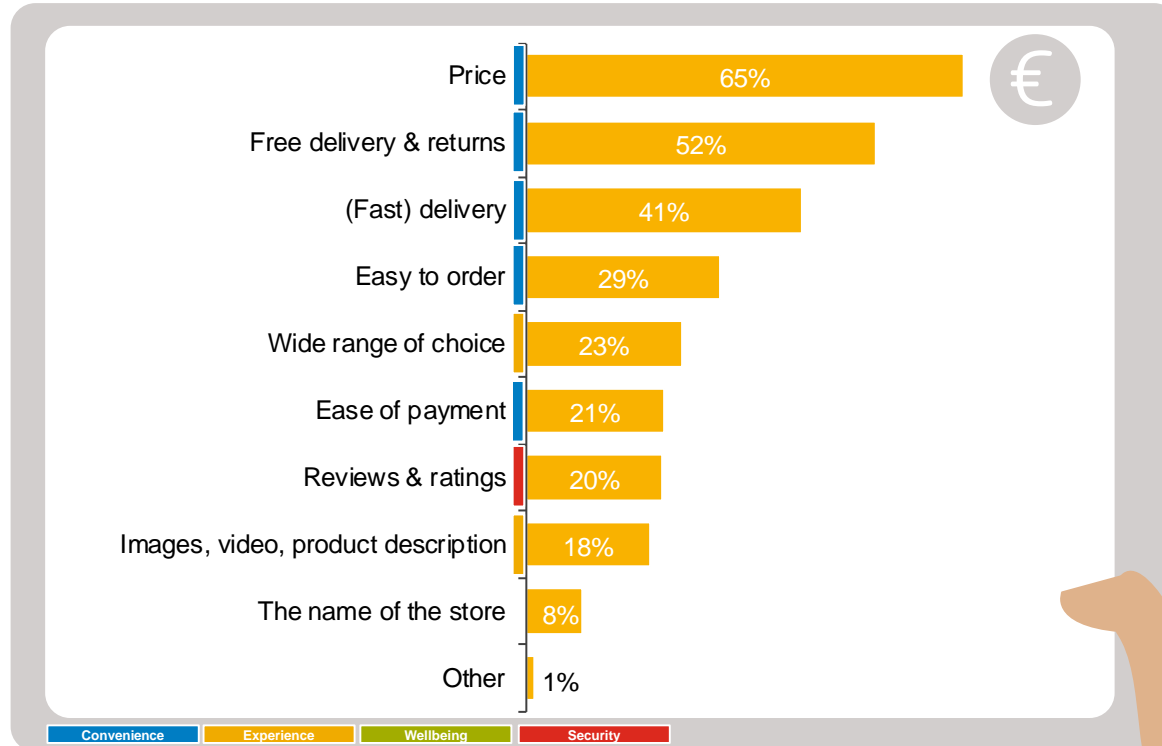 Price 65%
€
Free delivery & returns 52%
(Fast) delivery 41%
Easy to order 29%
Wide range of choice 23%
Ease of payment 21%
Reviews & ratings 20%
Images, video, product description 18%
The name of the store 8%
Other 1%
Convenience Experience Wellbeing Security